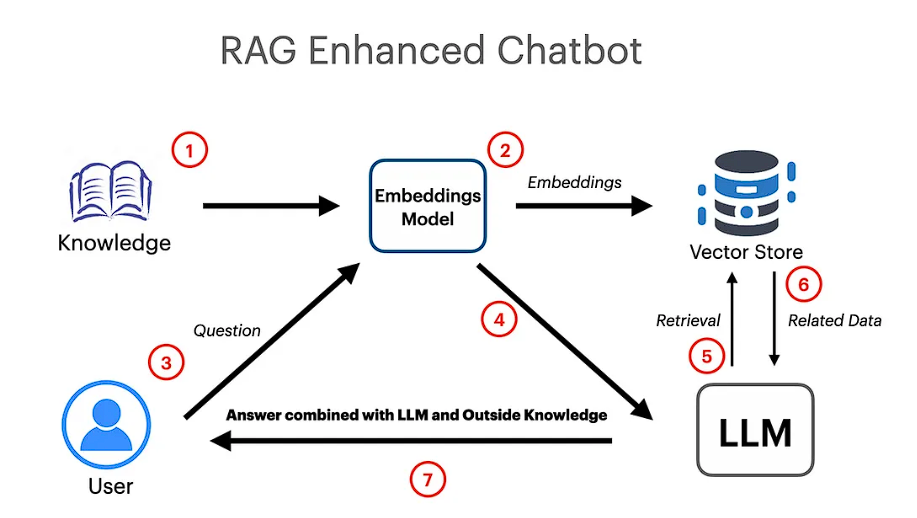 RAG Enhanced Chatbot
1
2
Embeddings
Embeddings
Model
Knowledge
Vector Store
6
4
Question
Retrieval
Related Data
3
5
Answer combined with LLM and Outside Knowledge
LLM
7
User